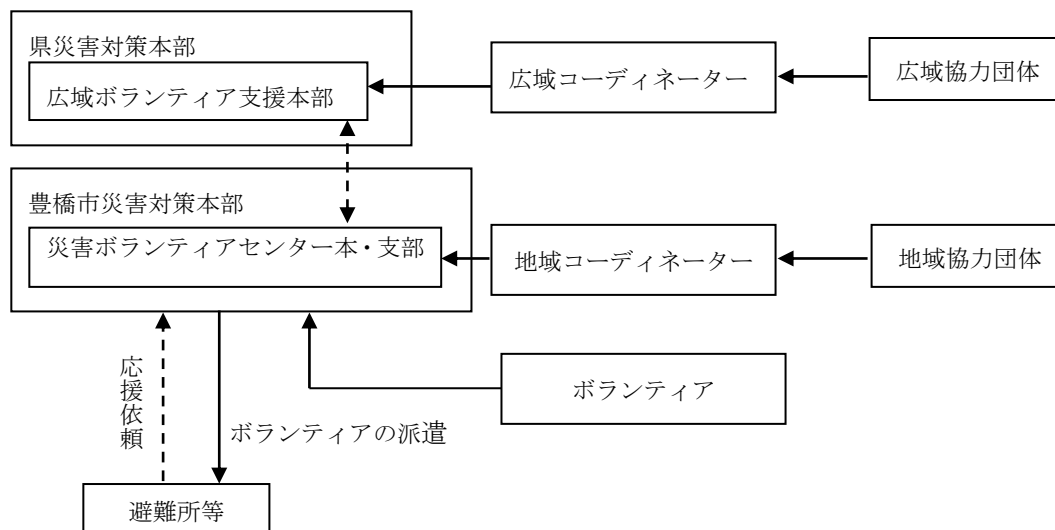 県災害対策本部
広域ボランティア支援本部
広域コーディネーター
広域協力団体
豊橋市災害対策本部
災害ボランティアセンター本・支部
地域コーディネーター
地域協力団体
応援依頼
ボランティアの派遣
ボランティア
避難所等